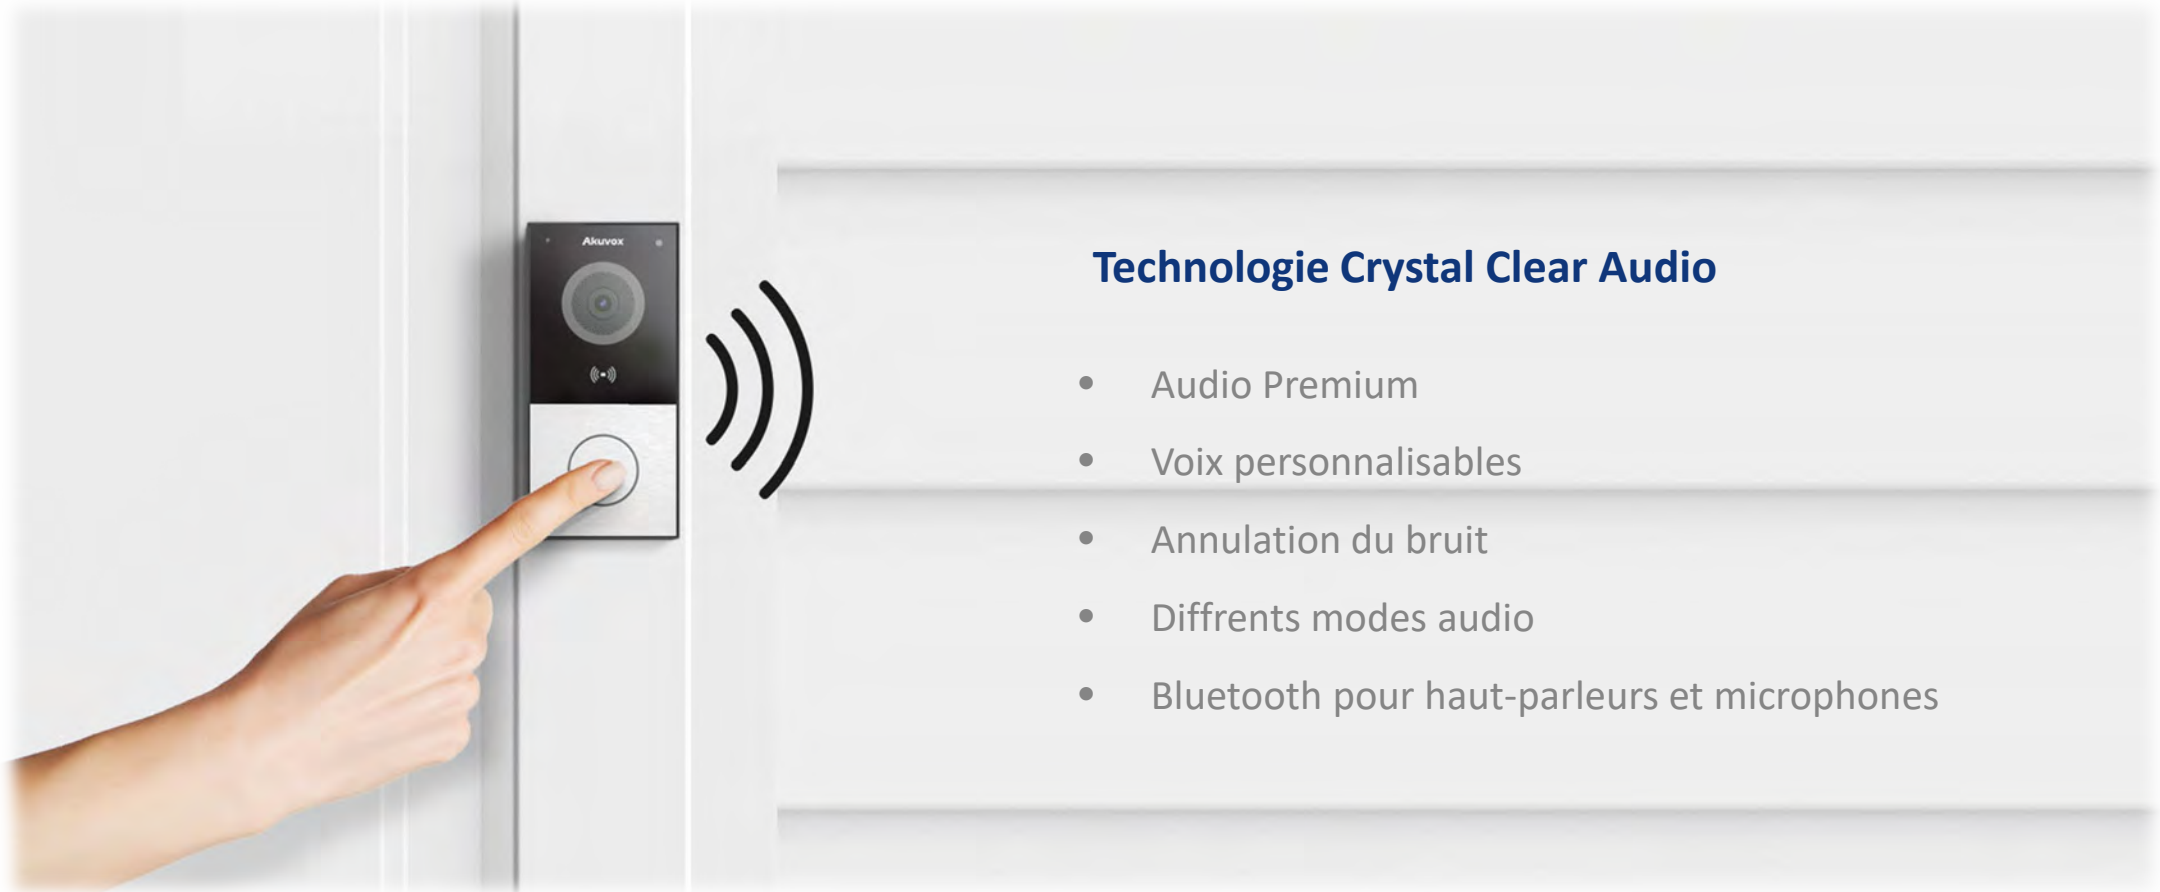 Akuvox
Technologie Crystal Clear Audio
• Audio Premium
• Voix personnalisables
• Annulation du bruit
• Diffrents modes audio
• Bluetooth pour haut-parleurs et microphones